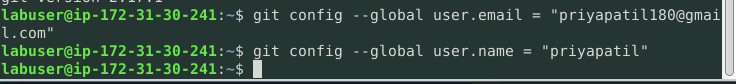 git version 2.17.1
labuser@ip-172-31-30-241:~$ git config --global user.email = "priyapatil180@gmai
l.com"
labuser@ip-172-31-30-241:~$ git config --global user.name = "priyapatil"
labuser@ip-172-31-30-241:~$